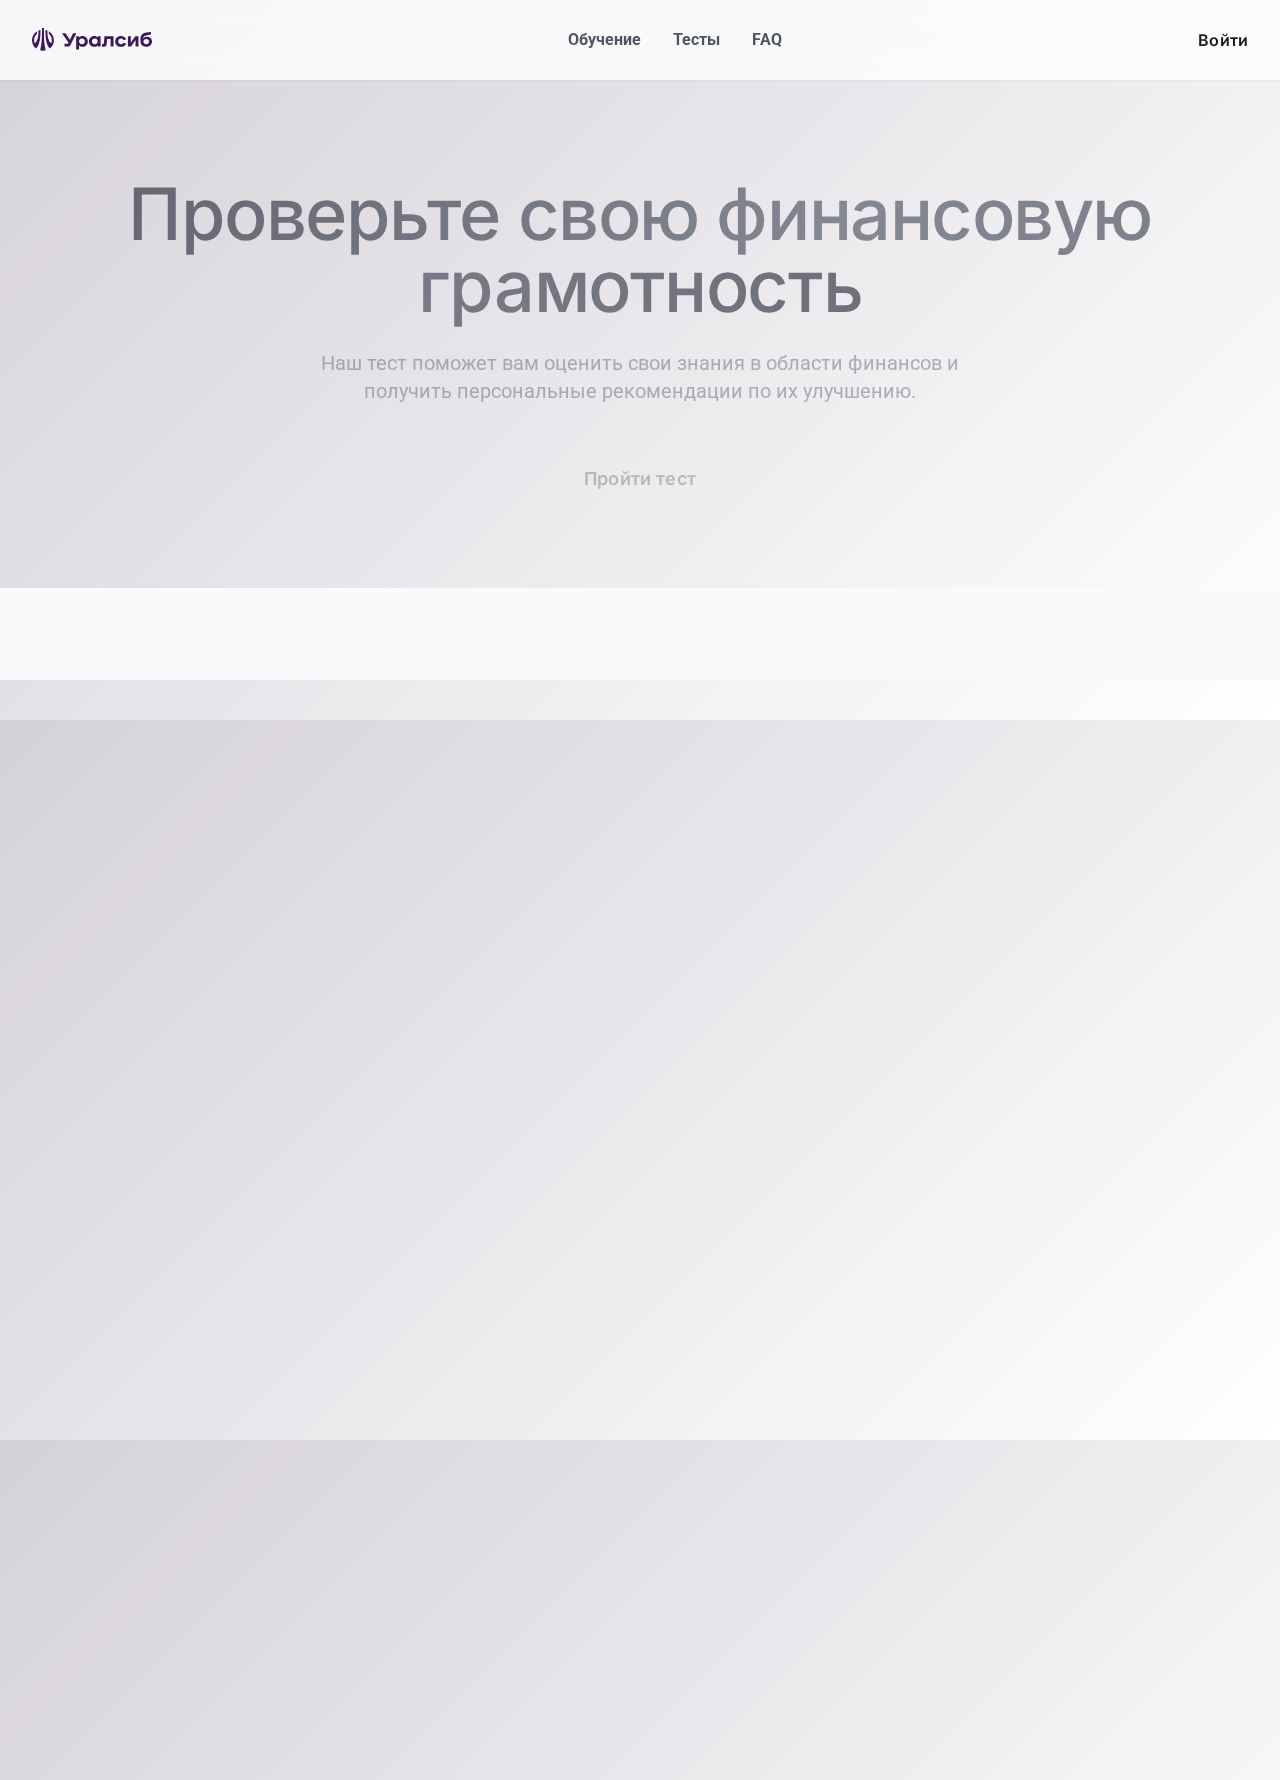 Уралсиб
Обучение
Тесты
FAQ
Войти
Проверьте свою финансовую
грамотность
Наш тест поможет вам оценить свои знания в области финансов и
получить персональные рекомендации по их улучшению.
Пройти тест